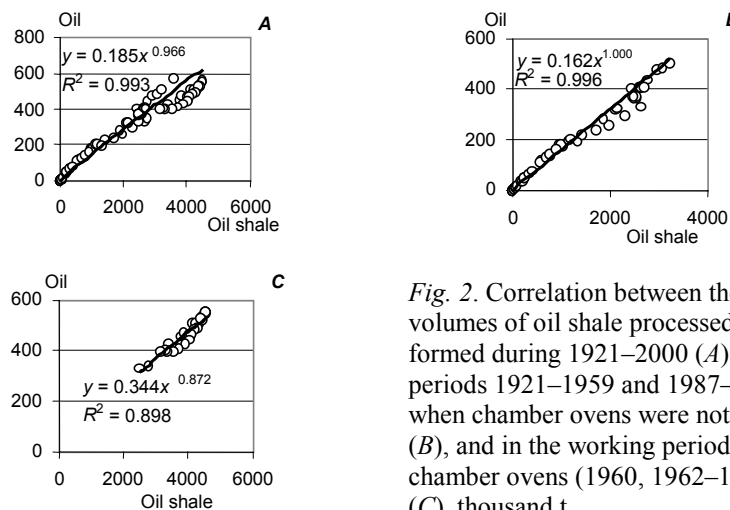 Oil
A
800
y = 0.185x^0.966
600
R² = 0.993
400
200
0
0 2000 4000 6000
Oil shale
Oil
600
y = 0.162x^1.000
R² = 0.996
400
200
0
0 2000 4000
Oil shale
Oil
C
600
400
y = 0.344x^0.872
200
R² = 0.898
0
0 2000 4000 6000
Oil shale
Fig. 2. Correlation between the
volumes of oil shale processed
formed during 1921–2000 (A)
periods 1921–1959 and 1987–
when chamber ovens were not
(B), and in the working period
chamber ovens (1960, 1962–1
(C), thousand t